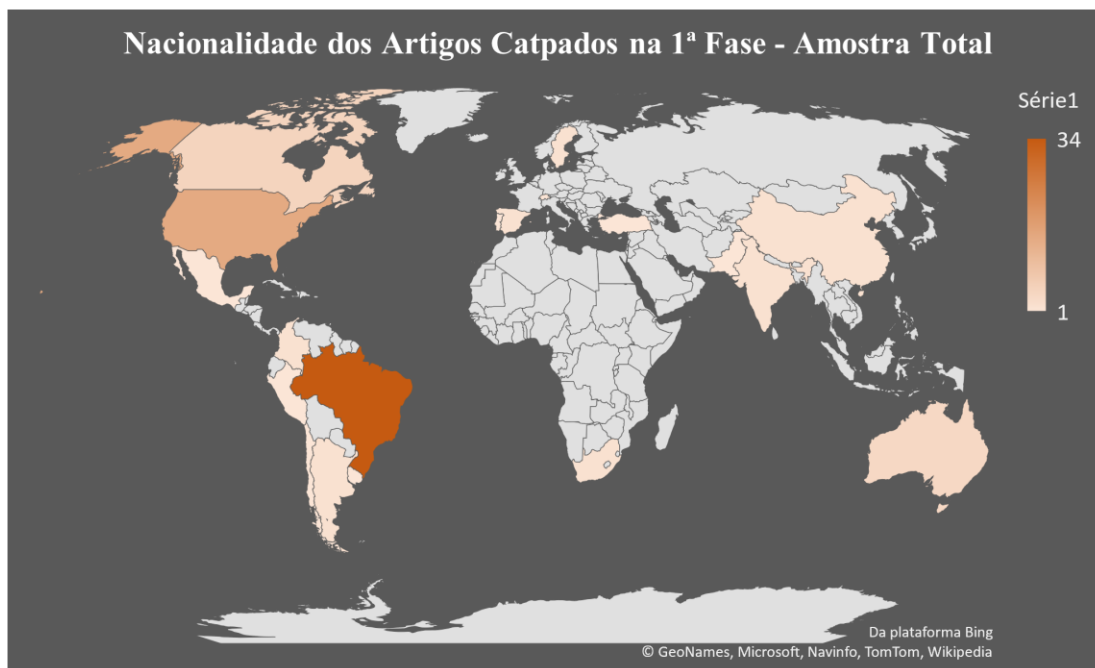 Nacionalidade dos Artigos Catpados na 1ª Fase - Amostra Total
Série1
34
1
Da plataforma Bing
© GeoNames, Microsoft, Navinfo, TomTom, Wikipedia